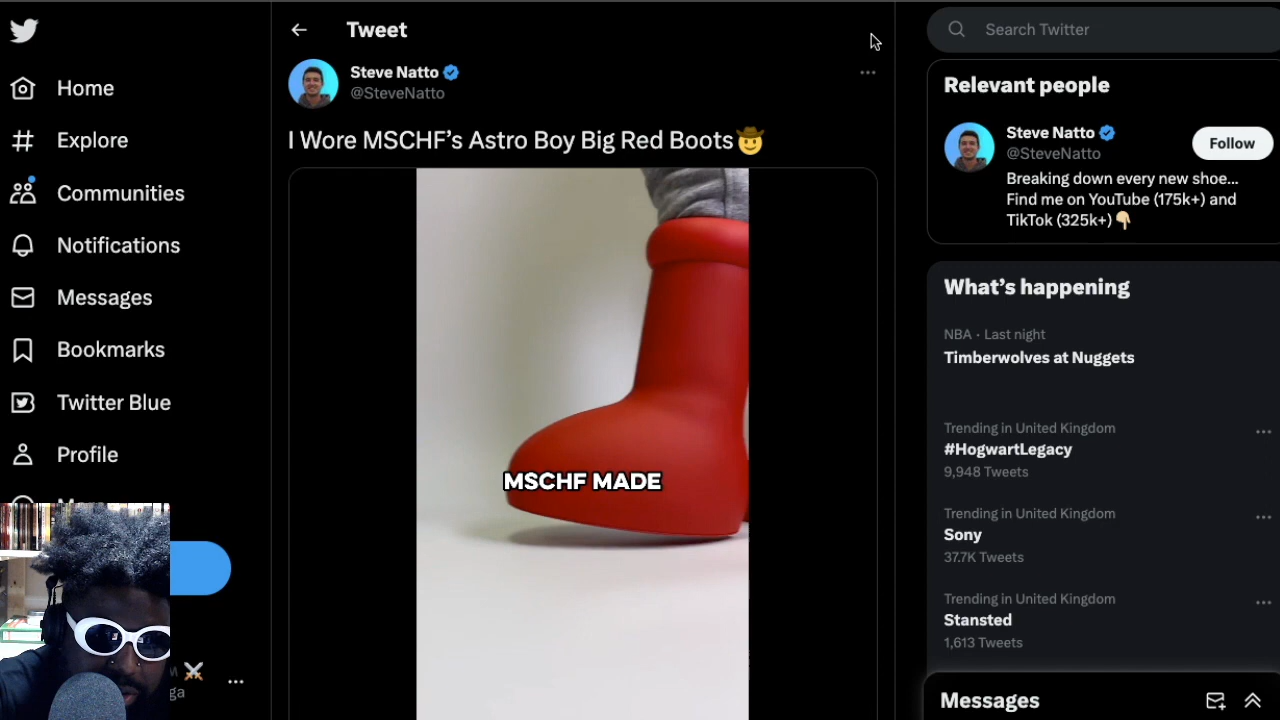 Home
Explore
Communities
Notifications
Messages
Bookmarks
Twitter Blue
Profile
ga
Tweet
Steve Natto
@SteveNatto
I Wore MSCHF’s Astro Boy Big Red Boots🤠
MSCHF MADE
Search Twitter
Relevant people
Steve Natto
@SteveNatto
Follow
Breaking down every new shoe...
Find me on YouTube (175k+) and
TikTok (325k+)👇🏼
What’s happening
NBA · Last night
Timberwolves at Nuggets
Trending in United Kingdom
#HogwartLegacy
9,948 Tweets
Trending in United Kingdom
Sony
37.7K Tweets
Trending in United Kingdom
Stansted
1,613 Tweets
Messages